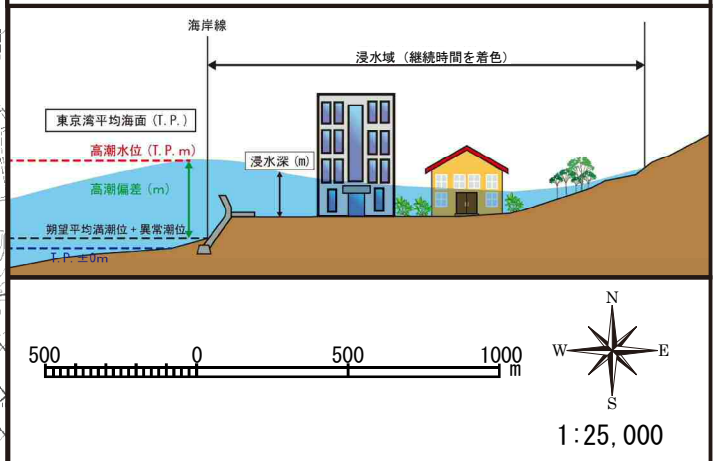 海岸線
浸水域（継続時間を着色）
東京湾平均海面（T.P.）
高潮水位（T.P. m）
浸水深（m）
高潮偏差（m）
朔望平均満潮位＋異常潮位
T.P. ±0m
500 0 500 1000 m
N
W E
S
1:25,000